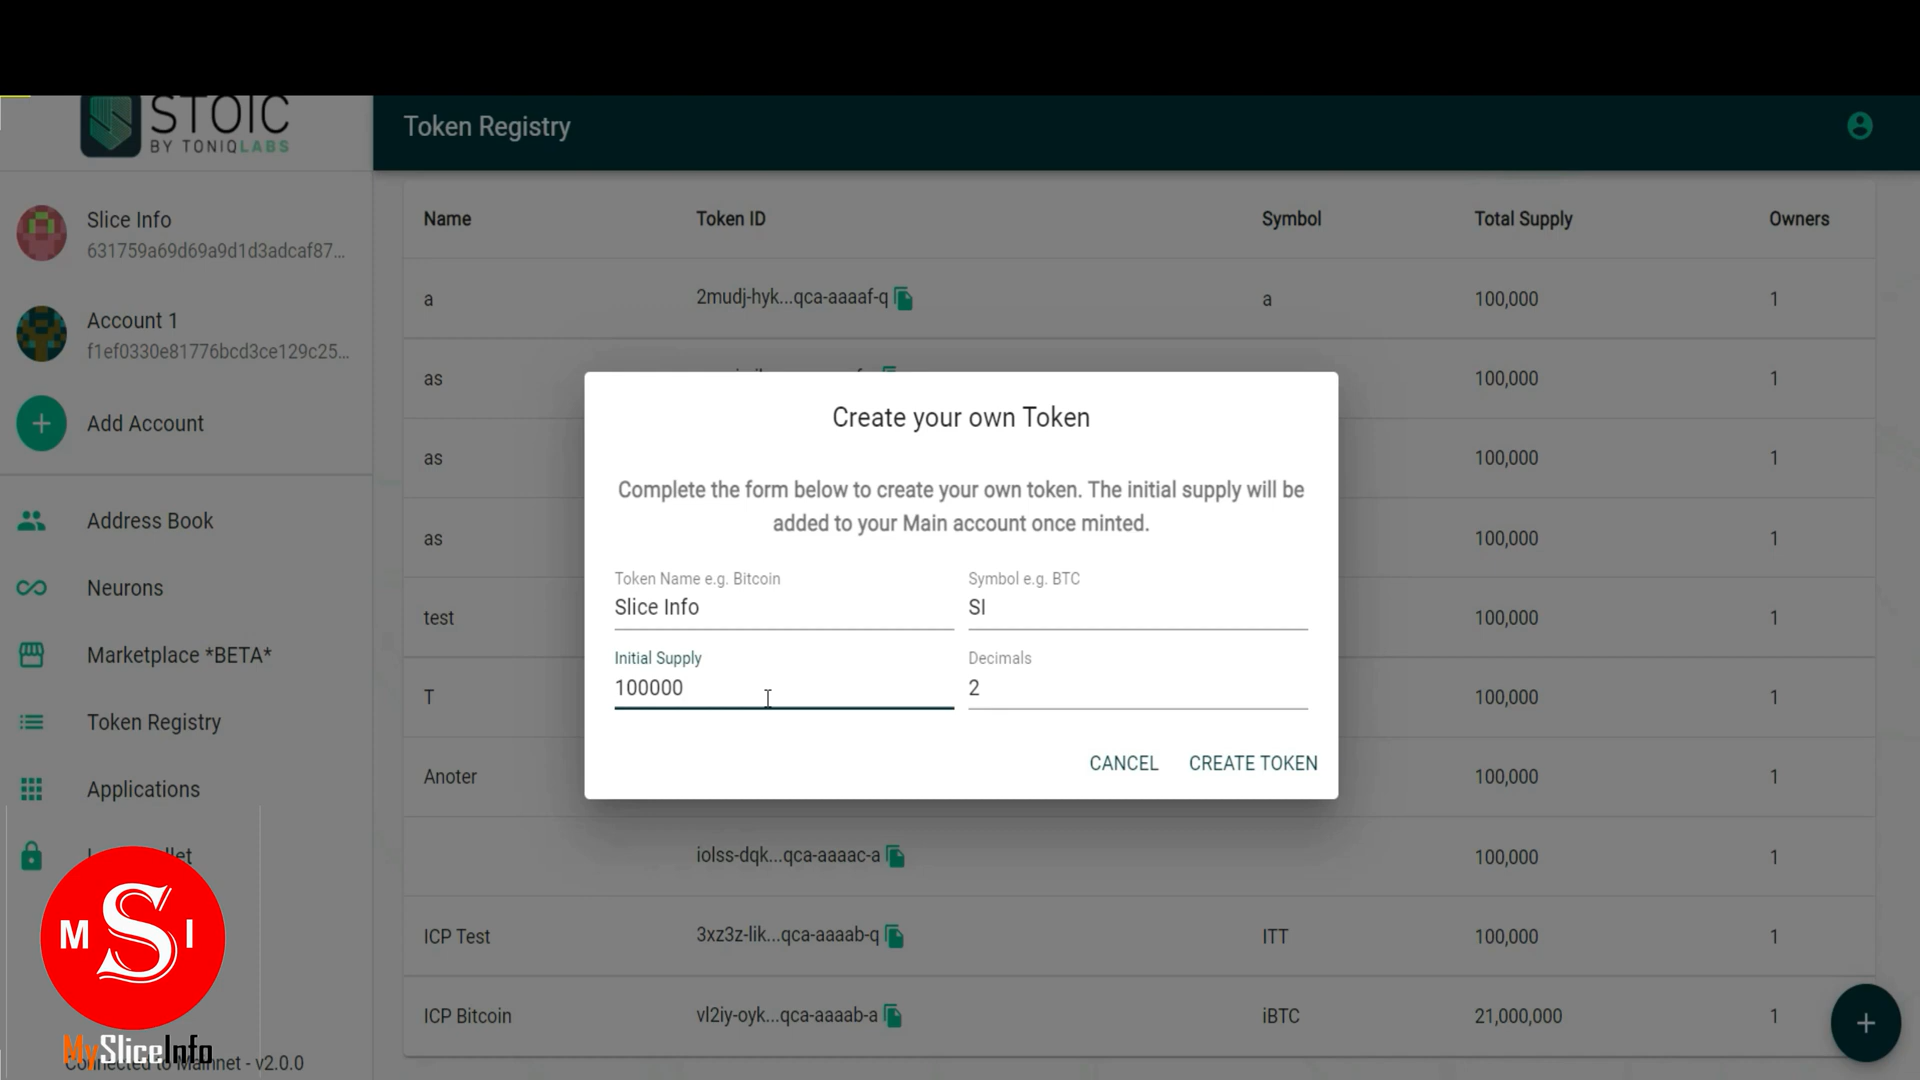 STOIC
BY TONIQLABS
Token Registry
Slice Info
631759a69d69a9d1d3adcaf87...
Account 1
f1ef0330e81776bcd3ce129c25...
Add Account
Address Book
Neurons
Marketplace *BETA*
Token Registry
Applications
Name Token ID Symbol Total Supply Owners
a 2mudj-hyk...qca-aaaaf-q a 100,000 1
as 100,000 1
as 100,000 1
as 100,000 1
test 100,000 1
T 100,000 1
Anoter 100,000 1
iolss-dqk...qca-aaaac-a 100,000 1
ICP Test 3xz3z-lik...qca-aaaab-q ITT 100,000 1
ICP Bitcoin vl2iy-oyk...qca-aaaab-a iBTC 21,000,000 1
Create your own Token
Complete the form below to create your own token. The initial supply will be
added to your Main account once minted.
Token Name e.g. Bitcoin Symbol e.g. BTC
Slice Info SI
Initial Supply Decimals
100000 2
CANCEL CREATE TOKEN
M S I
MySliceInfo
Connected to Mainnet - v2.0.0